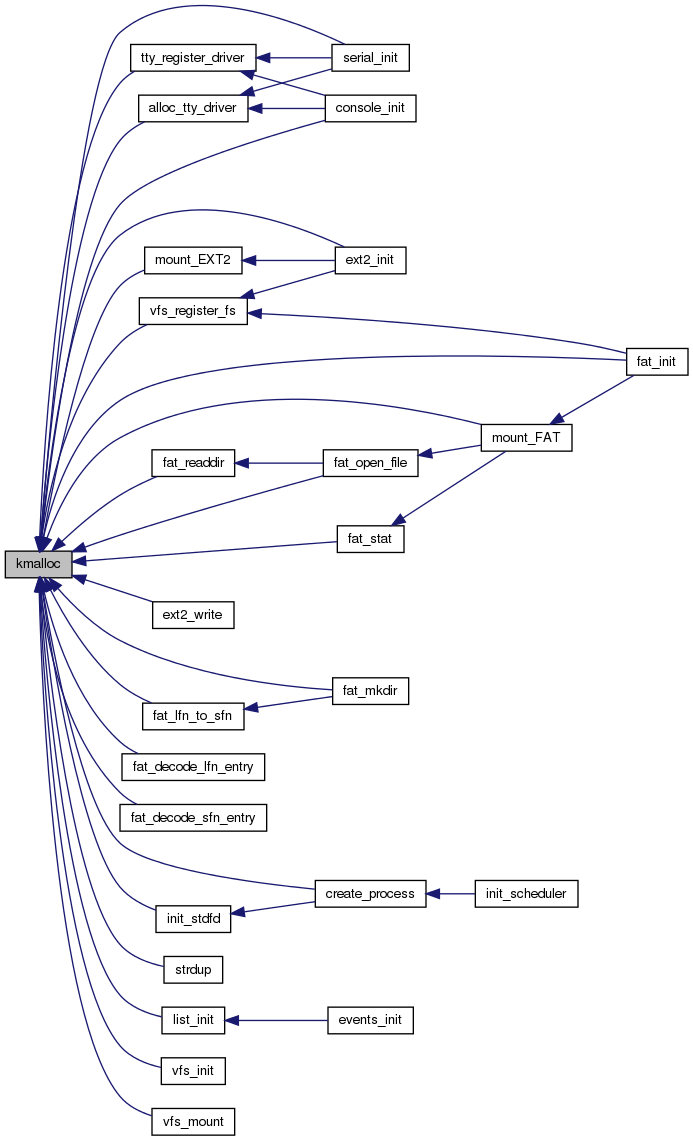 tty_register_driver
serial_init
alloc_tty_driver
console_init
mount_EXT2
ext2_init
vfs_register_fs
fat_init
mount_FAT
fat_readdir
fat_open_file
fat_stat
kmalloc
ext2_write
fat_mkdir
fat_lfn_to_sfn
fat_decode_lfn_entry
fat_decode_sfn_entry
create_process
init_scheduler
init_stdfd
strdup
list_init
events_init
vfs_init
vfs_mount